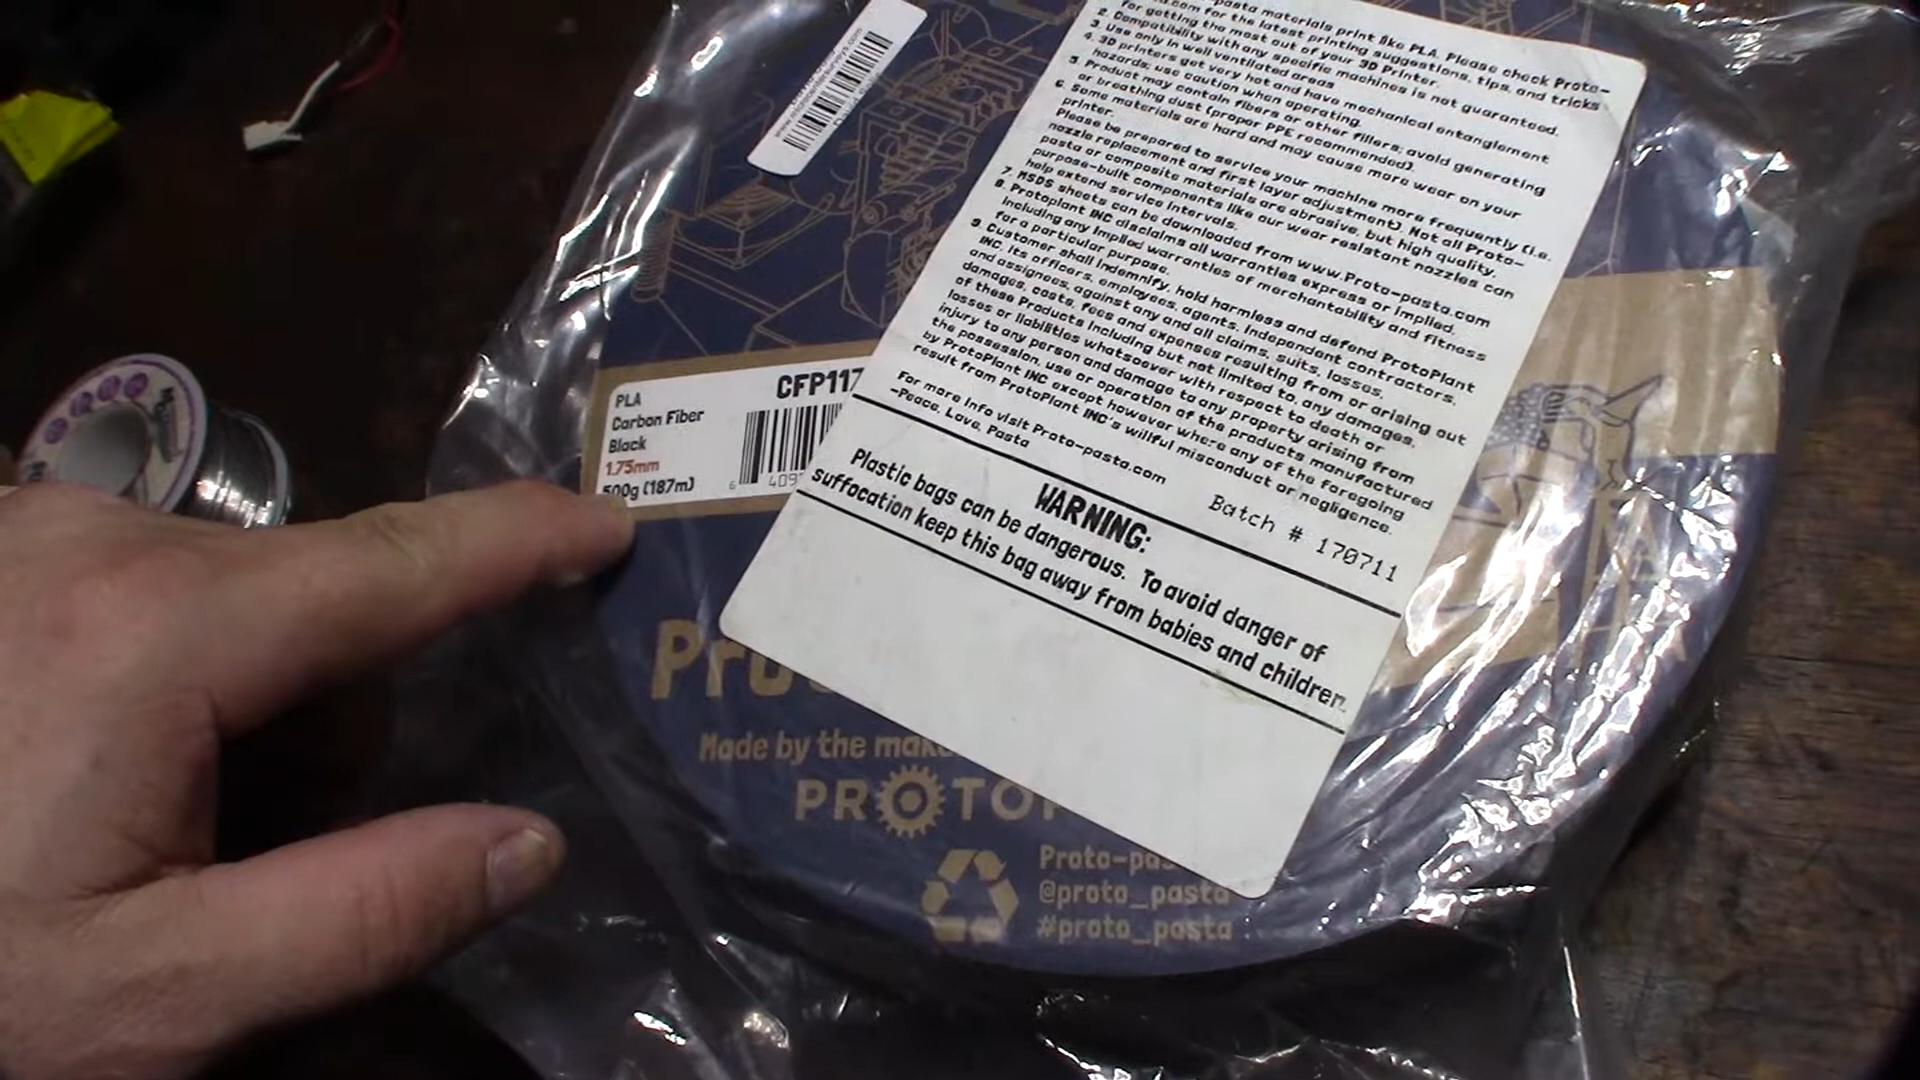 -pasta materials print like PLA. Please check Proto-
.com for the latest printing suggestions, tips, and tricks
for getting the most out of your 3D Printer.
2. Compatibility with any specific machines is not guaranteed.
3. Use only in well ventilated areas
4. 3D printers get very hot and have mechanical entanglement
hazards; use caution when operating.
5. Product may contain fibers or other fillers; avoid generating
or breathing dust (proper PPE recommended).
6. Some materials are hard and may cause more wear on your
printer.
Please be prepared to service your machine more frequently (i.e.
nozzle replacement and first layer adjustment). Not all Proto-
pasta or composite materials are abrasive, but high quality,
purpose-built components like our wear resistant nozzles can
help extend service intervals.
7. MSDS sheets can be downloaded from www.Proto-pasta.com
8. Protoplant INC disclaims all warranties express or implied,
including any implied warranties of merchantability and fitness
for a particular purpose.
9. Customer shall indemnify, hold harmless and defend ProtoPlant
INC, its officers, employees, agents, independent contractors,
and assignees, against any and all claims, suits, losses,
damages, costs, fees and expenses resulting from or arising out
of these Products including but not limited to, any damages,
losses or liabilities whatsoever with respect to death or
injury to any person and damage to any property arising from
the possession, use or operation of the products manufactured
by ProtoPlant INC except however where any of the foregoing
result from ProtoPlant INC's willful misconduct or negligence.
For more info visit Proto-pasta.com
-Peace, Love, Pasta
Batch # 170711
WARNING:
Plastic bags can be dangerous. To avoid danger of
suffocation keep this bag away from babies and children.
PLA
Carbon Fiber
Black
1.75mm
500g (187m)
CFP117
6 409
Pro
Made by the make
PROTOP
Proto-pas
@proto_pasta
#proto_pasta